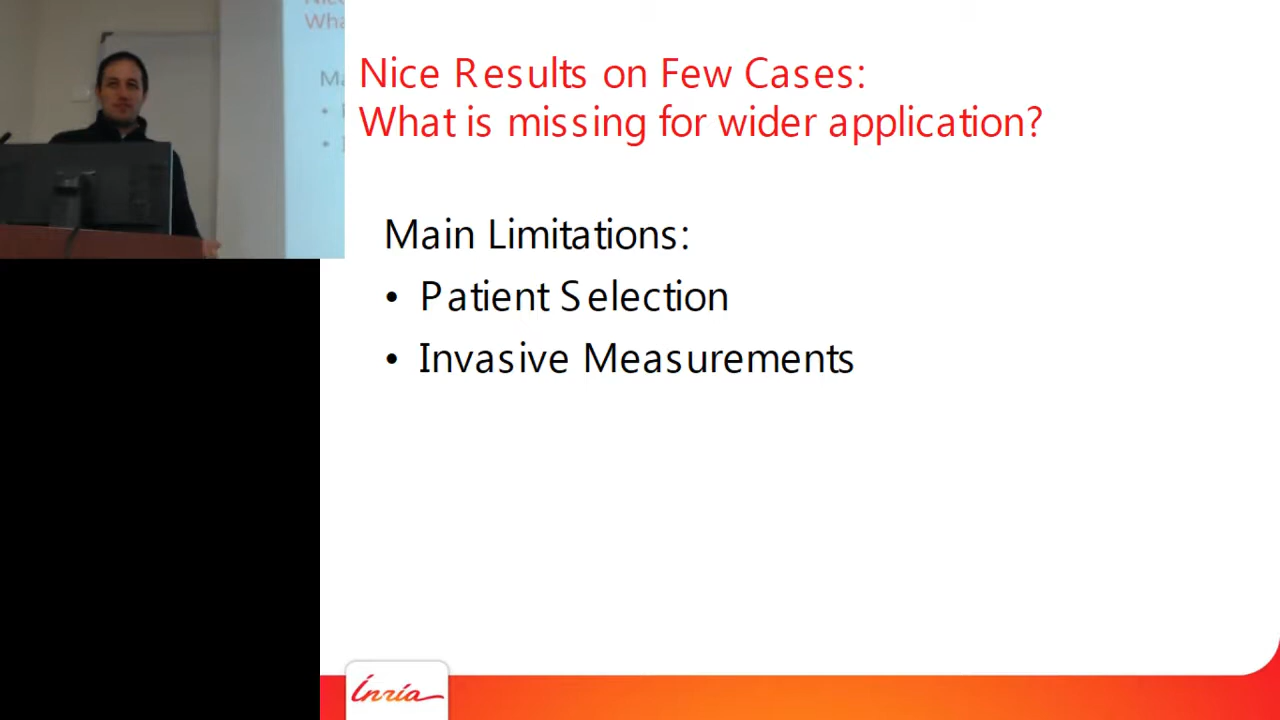 Nice Results on Few Cases:
What is missing for wider application?
Main Limitations:
• Patient Selection
• Invasive Measurements
Inria